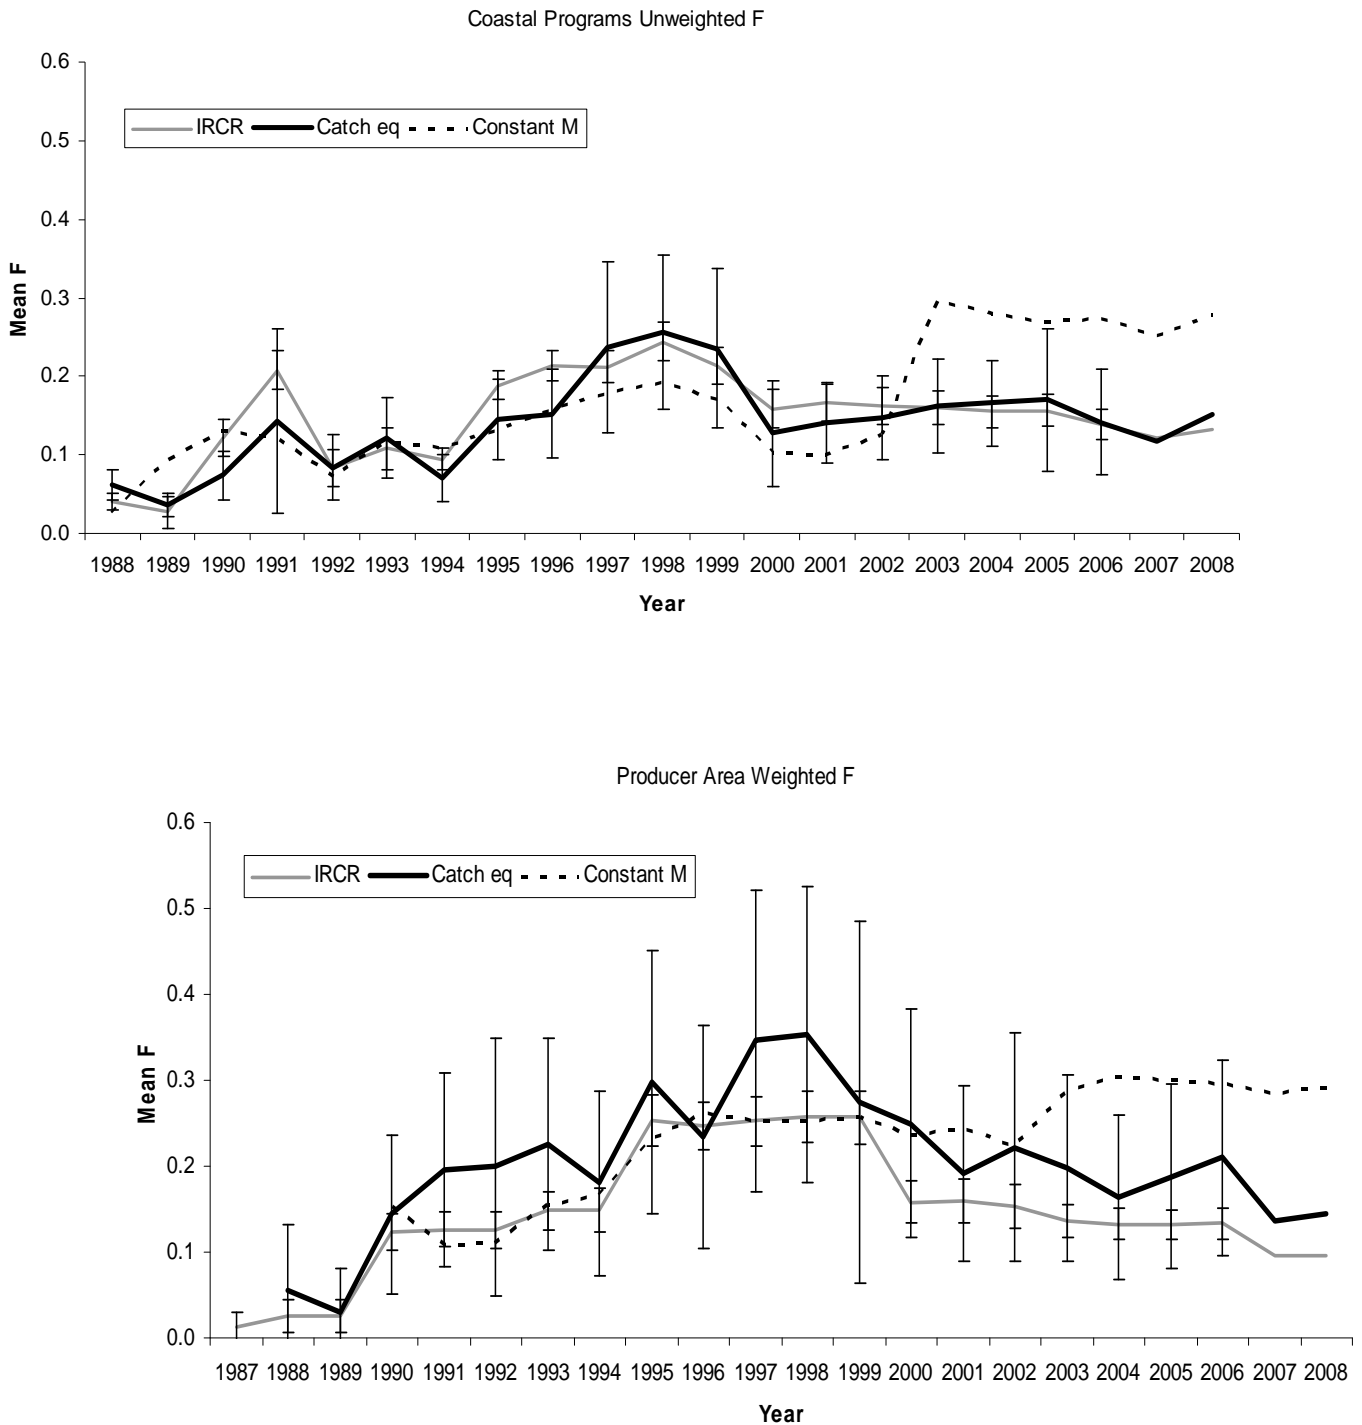 Coastal Programs Unweighted F
0.6
IRCR Catch eq Constant M
0.5
0.4
0.3
0.2
0.1
0.0
Mean F
1988 1989 1990 1991 1992 1993 1994 1995 1996 1997 1998 1999 2000 2001 2002 2003 2004 2005 2006 2007 2008
Year
Producer Area Weighted F
0.6
IRCR Catch eq Constant M
0.5
0.4
0.3
0.2
0.1
0.0
Mean F
1987 1988 1989 1990 1991 1992 1993 1994 1995 1996 1997 1998 1999 2000 2001 2002 2003 2004 2005 2006 2007 2008
Year